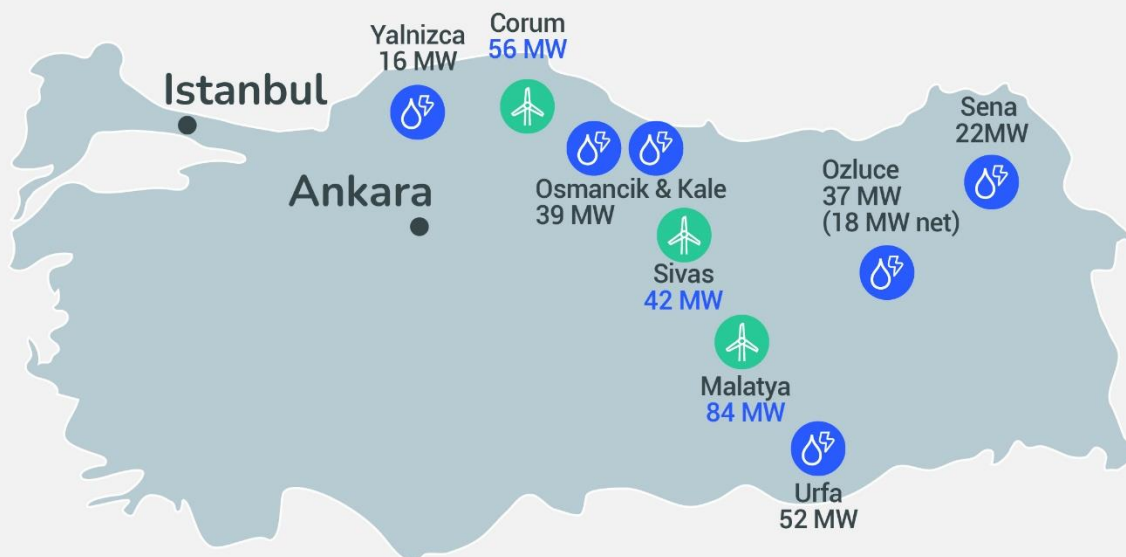 Yalnizca
16 MW
Corum
56 MW
Istanbul
Ankara
Osmancik & Kale
39 MW
Sena
22MW
Ozluce
37 MW
(18 MW net)
Sivas
42 MW
Malatya
84 MW
Urfa
52 MW